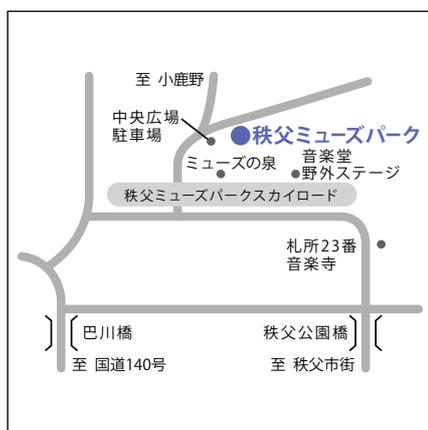 至 小鹿野
中央広場
駐車場
秩父ミューズパーク
ミューズの泉
音楽堂
野外ステージ
秩父ミューズパークスカイロード
札所23番
音楽寺
巴川橋
秩父公園橋
至 国道140号
至 秩父市街